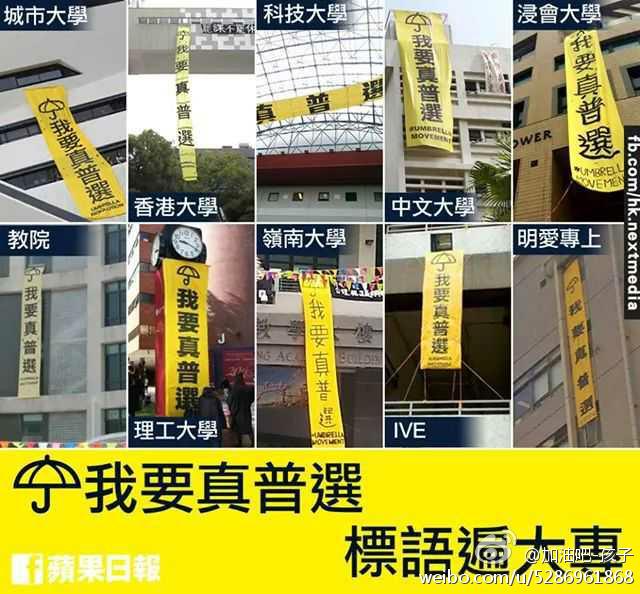 城市大學
我要真普選
UMBRELLA MOVEMENT
我要真普選
香港大學
科技大學
真普選
我要真普選
#UMBRELLA
MOVEMENT
中文大學
浸會大學
OWER
我要真普選
#UMBRELLA
MOVEMENT
fb.com/hk.nextmedia
教院
我要真普選
我要真普選
J
理工大學
嶺南大學
我要真普選
#UMBRELLA
MOVEMENT
我要真普選
IVE
明愛專上
我要真普選
我要真普選
標語遍大專
蘋果日報
@加油吧-孩子
weibo.com/u/5286961868